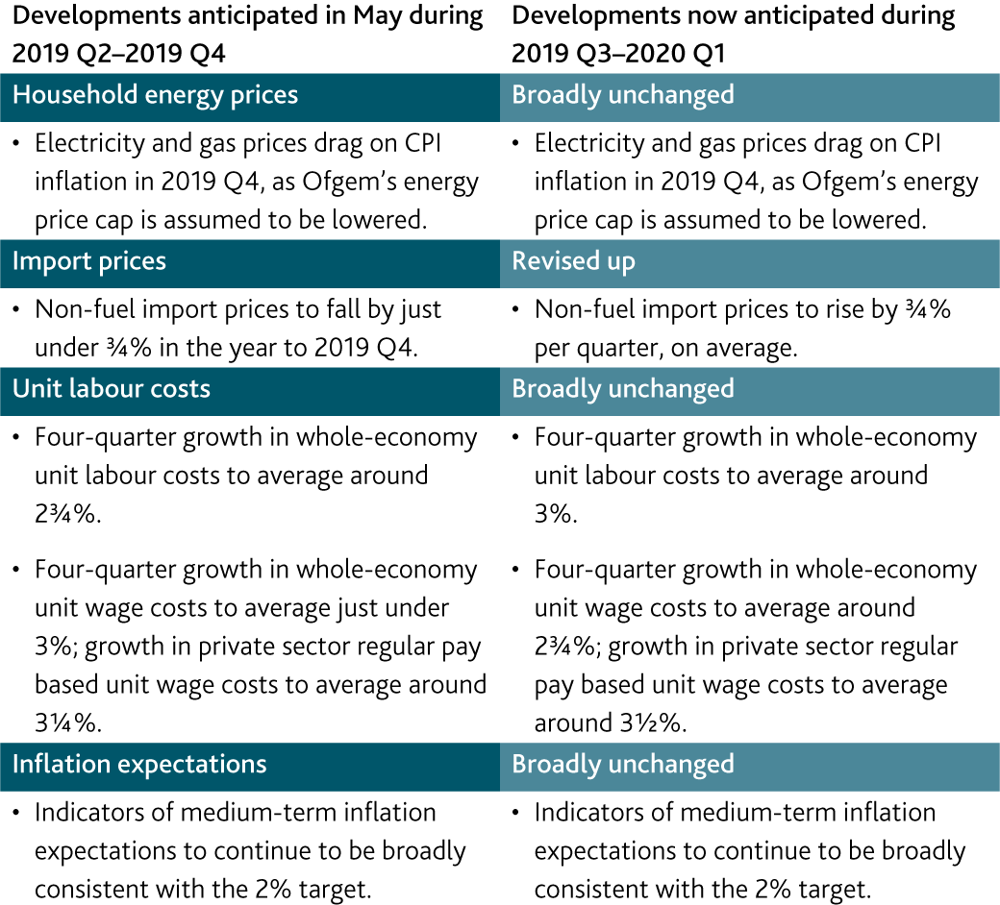 Developments anticipated in May during
2019 Q2–2019 Q4
Developments now anticipated during
2019 Q3–2020 Q1
Household energy prices
Broadly unchanged
• Electricity and gas prices drag on CPI
inflation in 2019 Q4, as Ofgem’s energy
price cap is assumed to be lowered.
• Electricity and gas prices drag on CPI
inflation in 2019 Q4, as Ofgem’s energy
price cap is assumed to be lowered.
Import prices
Revised up
• Non-fuel import prices to fall by just
under ¾% in the year to 2019 Q4.
• Non-fuel import prices to rise by ¾%
per quarter, on average.
Unit labour costs
Broadly unchanged
• Four-quarter growth in whole-economy
unit labour costs to average around
2¾%.
• Four-quarter growth in whole-economy
unit wage costs to average just under
3%; growth in private sector regular pay
based unit wage costs to average around
3¼%.
• Four-quarter growth in whole-economy
unit labour costs to average around
3%.
• Four-quarter growth in whole-economy
unit wage costs to average around
2¾%; growth in private sector regular
pay based unit wage costs to average
around 3½%.
Inflation expectations
Broadly unchanged
• Indicators of medium-term inflation
expectations to continue to be broadly
consistent with the 2% target.
• Indicators of medium-term inflation
expectations to continue to be broadly
consistent with the 2% target.